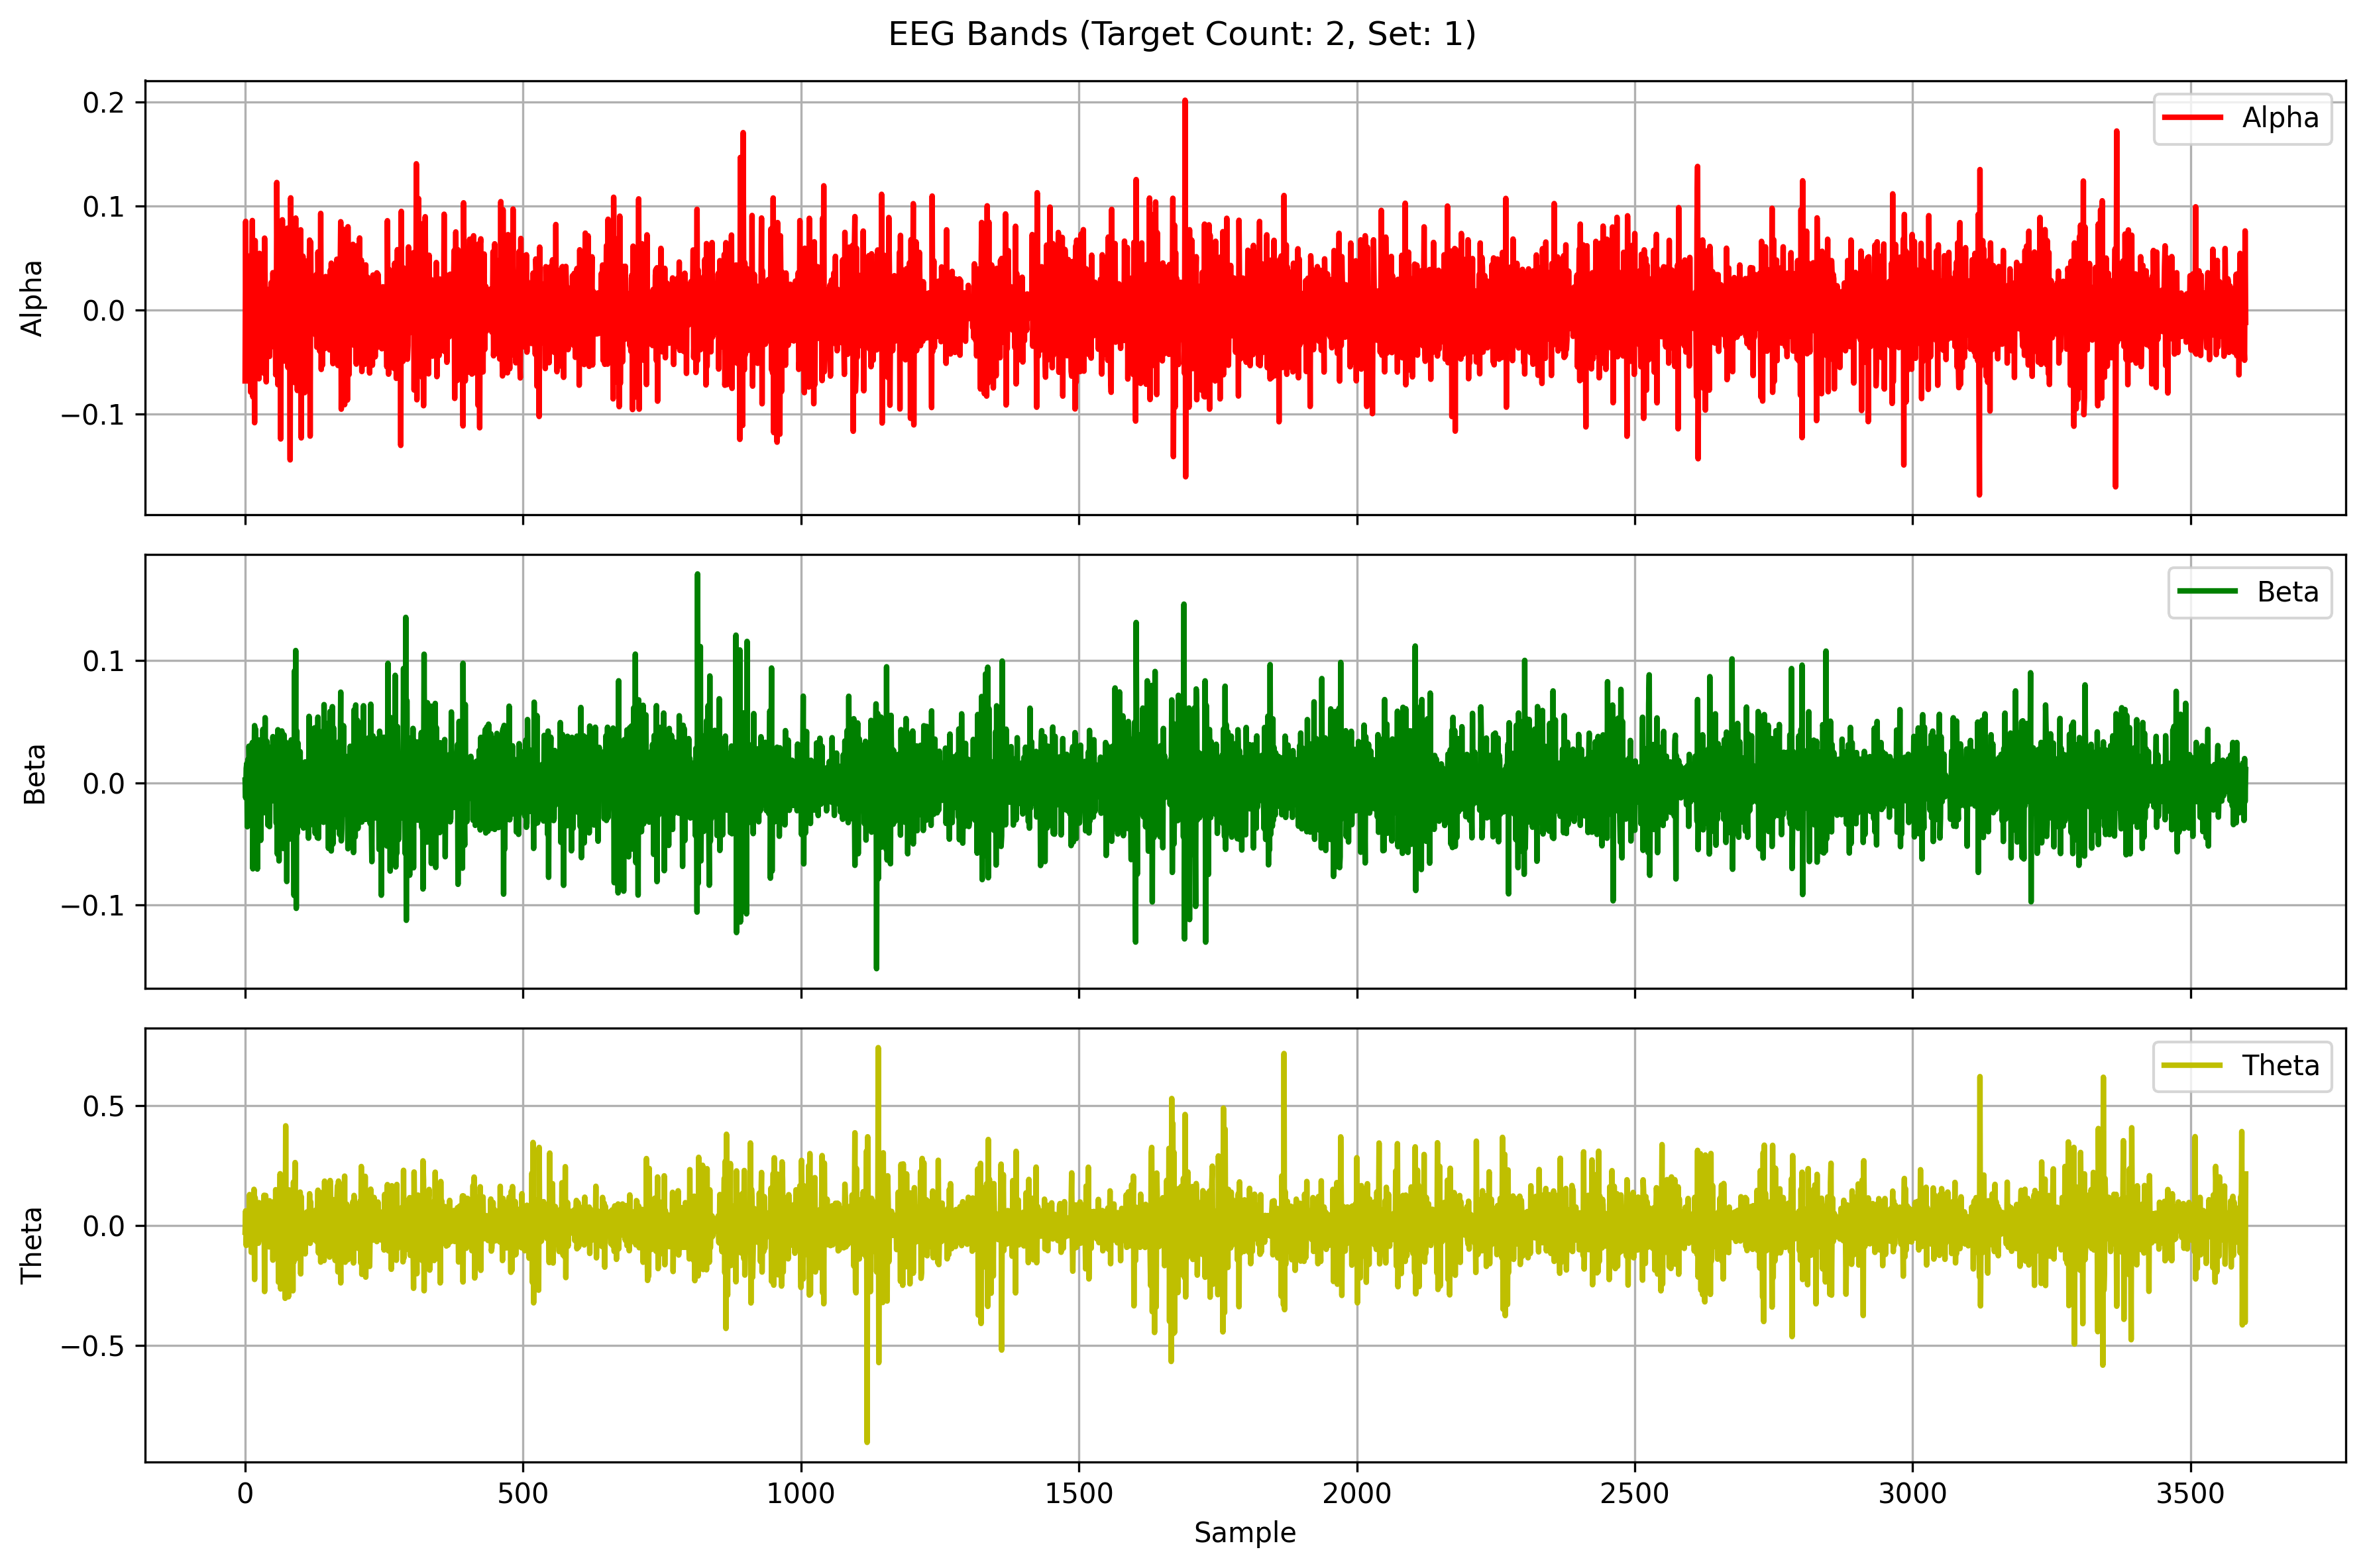 EEG Bands (Target Count: 2, Set: 1)
0.2
0.1
0.0
−0.1
Alpha
Alpha
0.1
0.0
−0.1
Beta
Beta
0.5
0.0
−0.5
Theta
Theta
0 500 1000 1500 2000 2500 3000 3500
Sample